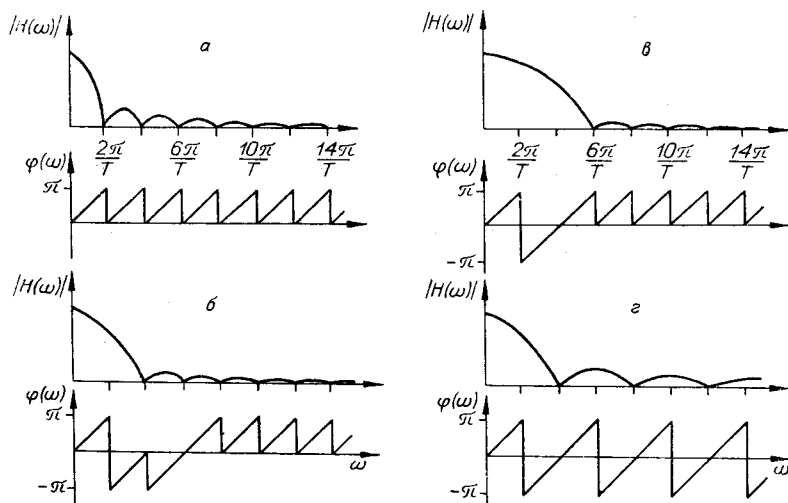 |H(ω)|
а
2π/T 6π/T 10π/T 14π/T
φ(ω)
π
|H(ω)|
б
φ(ω)
π
-π
ω
|H(ω)|
в
2π/T 6π/T 10π/T 14π/T
φ(ω)
π
-π
|H(ω)|
г
φ(ω)
π
-π
ω